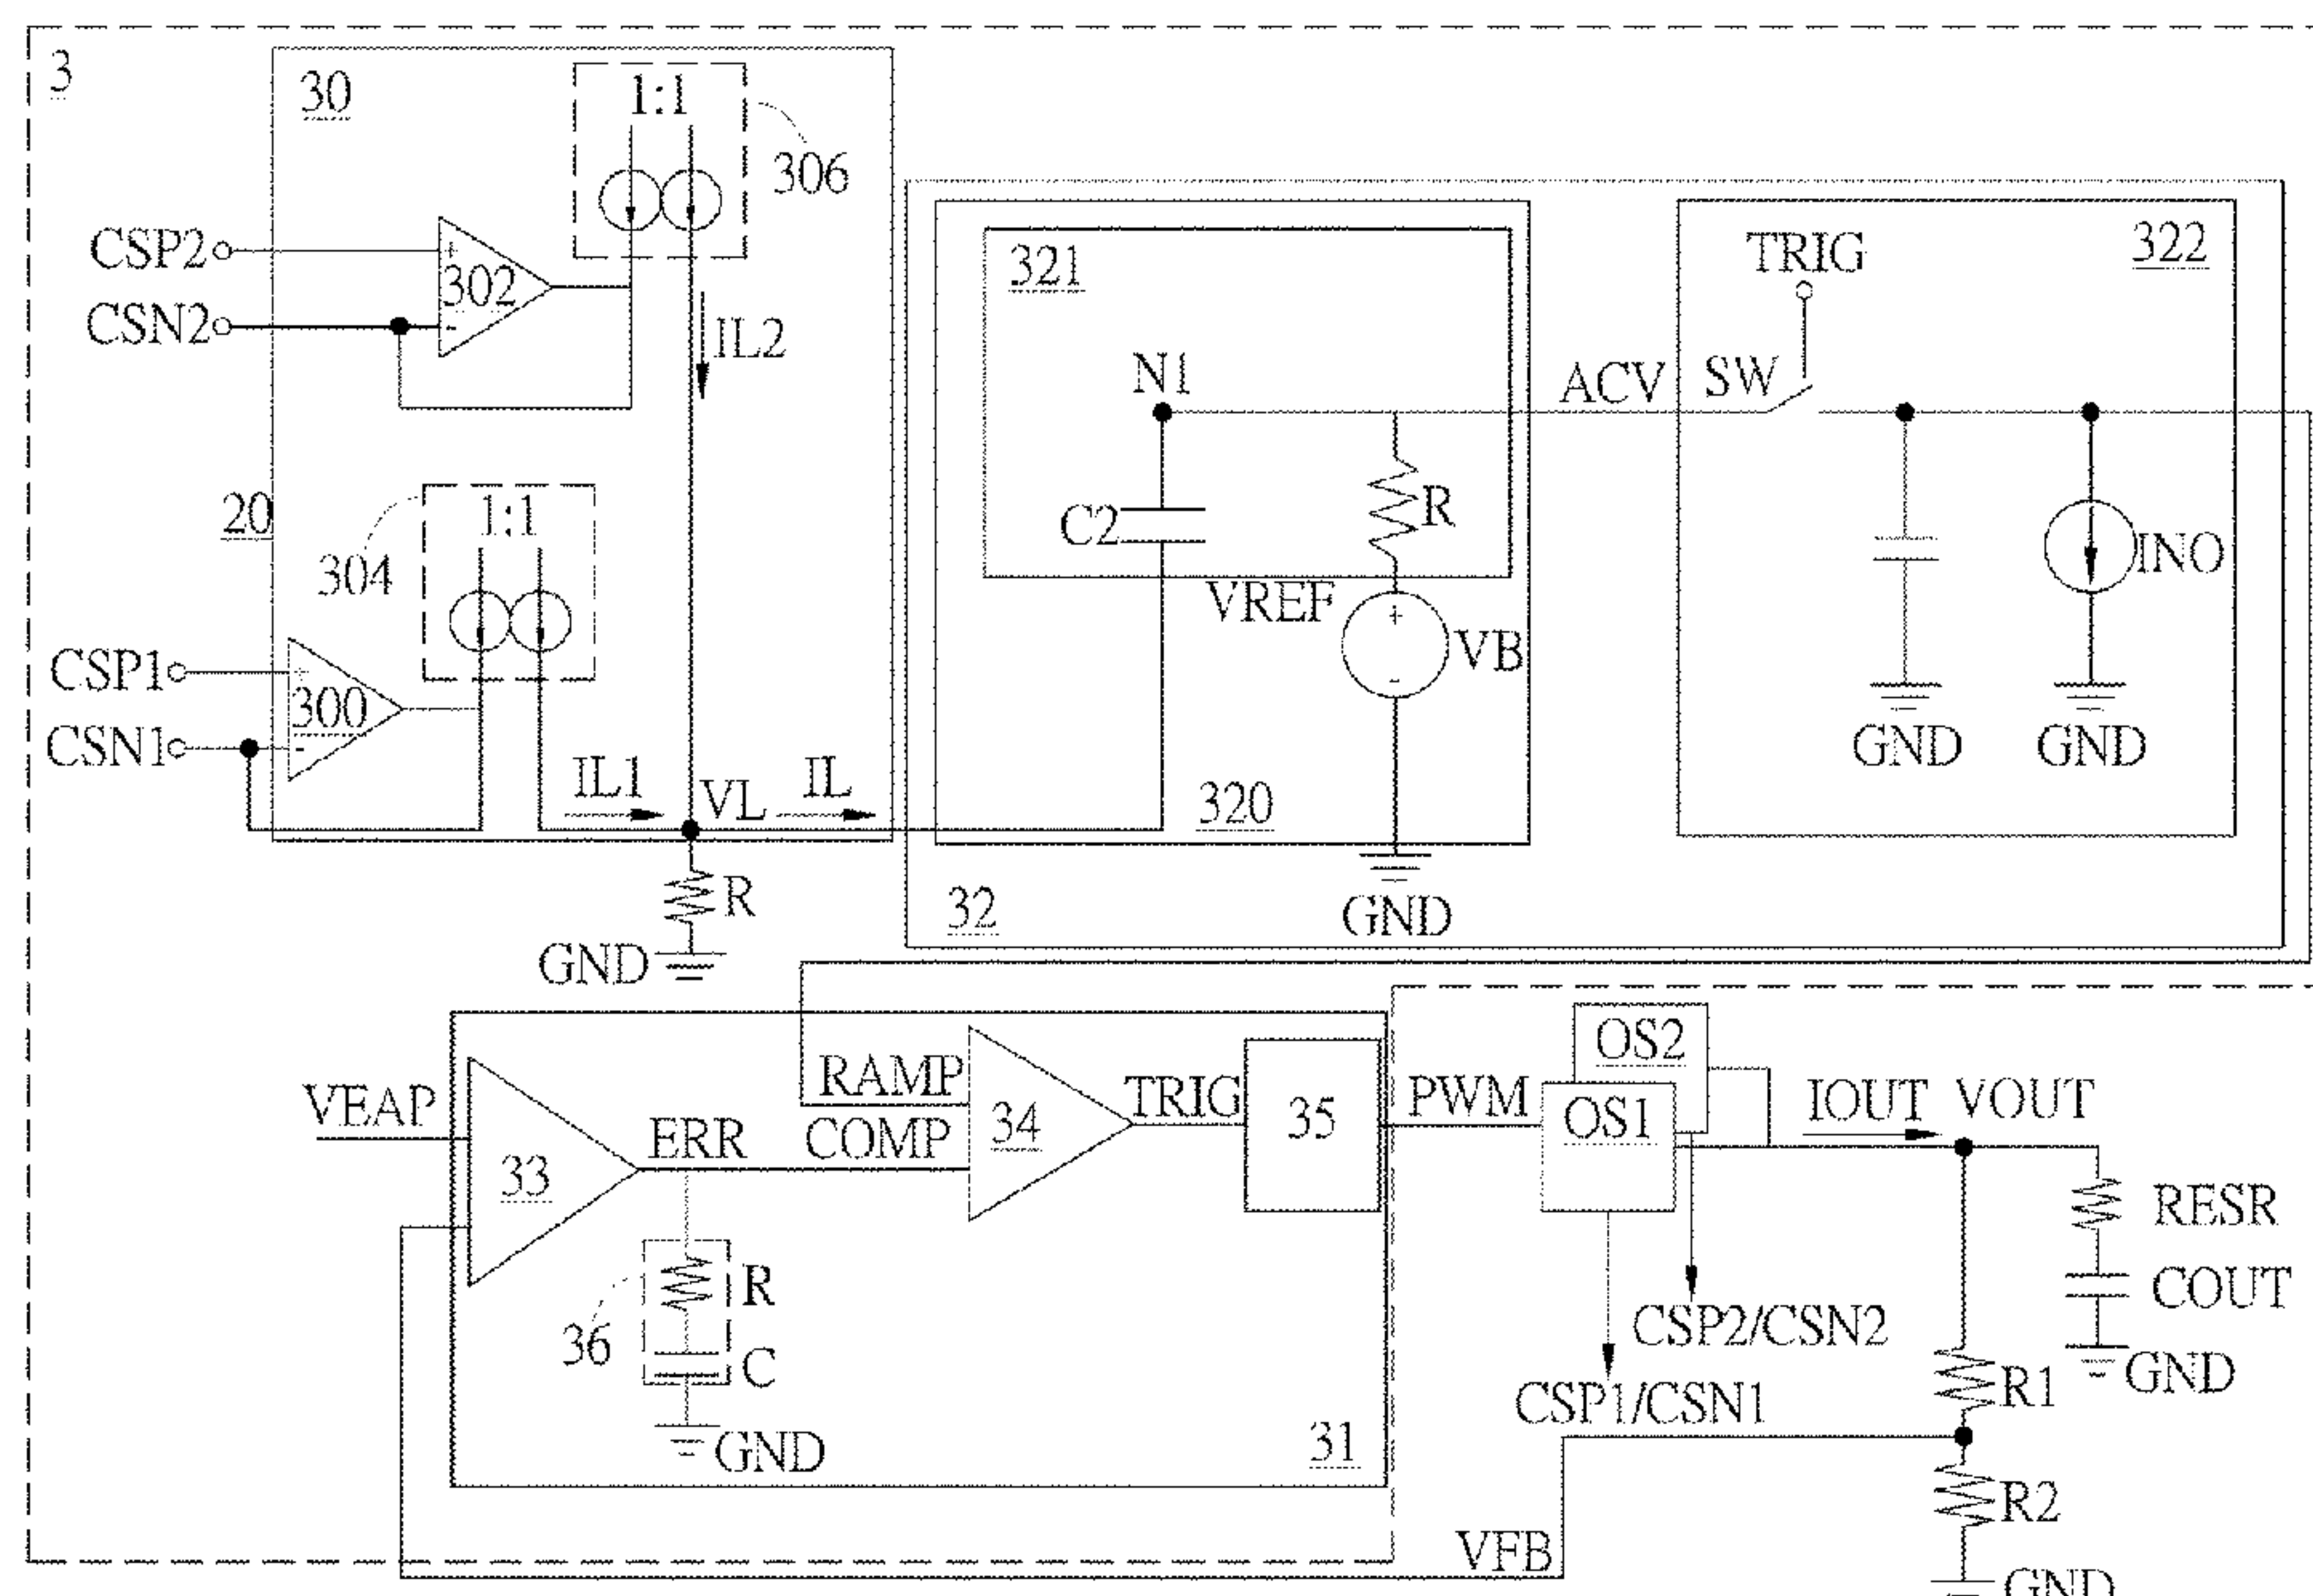 3
30
1:1
306
CSP2
+
302
CSN2
-
IL2
20
304
1:1
CSP1
+
300
CSN1
-
IL1
VL
IL
R
GND
321
N1
C2
R
VREF
+
VB
-
320
GND
32
ACV
TRIG
322
SW
INO
GND
GND
VEAP
33
ERR
RAMP
COMP
34
TRIG
35
36
R
C
GND
31
PWM
OS2
OS1
IOUT
VOUT
RESR
COUT
GND
CSP2/CSN2
CSP1/CSN1
R1
R2
VFB
GND